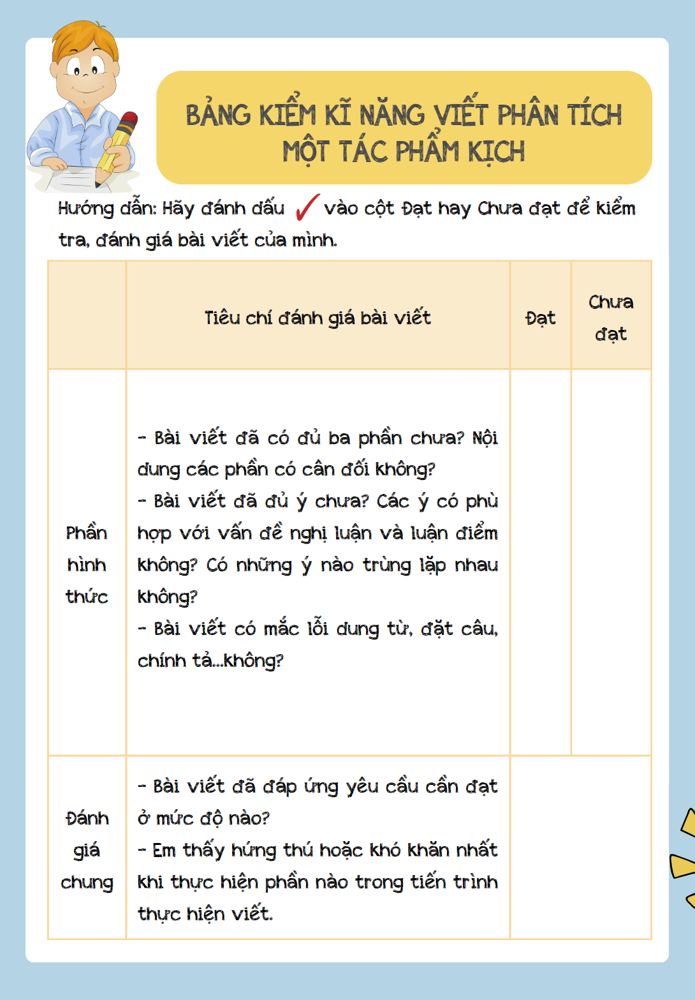 BẢNG KIỂM KĨ NĂNG VIẾT PHÂN TÍCH
MỘT TÁC PHẨM KỊCH
Hướng dẫn: Hãy đánh dấu ✓ vào cột Đạt hay Chưa đạt để kiểm
tra, đánh giá bài viết của mình.
Tiêu chí đánh giá bài viết
Đạt
Chưa
đạt
Phần
hình
thức
- Bài viết đã có đủ ba phần chưa? Nội
dung các phần có cân đối không?
- Bài viết đã đủ ý chưa? Các ý có phù
hợp với vấn đề nghị luận và luận điểm
không? Có những ý nào trùng lặp nhau
không?
- Bài viết có mắc lỗi dung từ, đặt câu,
chính tả...không?
Đánh
giá
chung
- Bài viết đã đáp ứng yêu cầu cần đạt
ở mức độ nào?
- Em thấy hứng thú hoặc khó khăn nhất
khi thực hiện phần nào trong tiến trình
thực hiện viết.